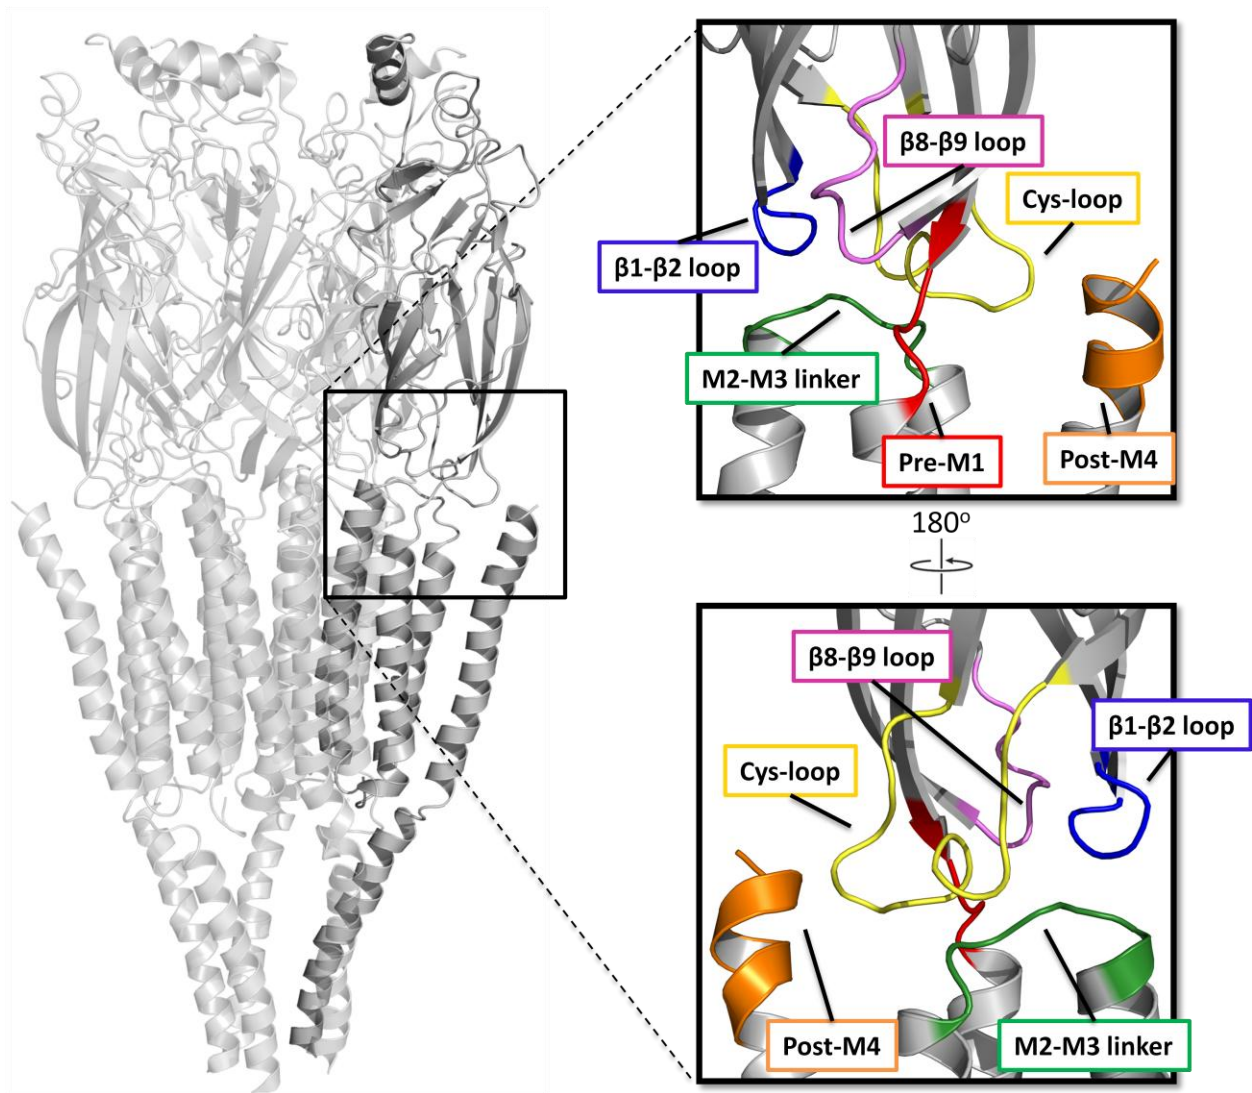 β8-β9 loop
Cys-loop
β1-β2 loop
M2-M3 linker
Pre-M1
Post-M4
180º
β8-β9 loop
β1-β2 loop
Cys-loop
Post-M4
M2-M3 linker